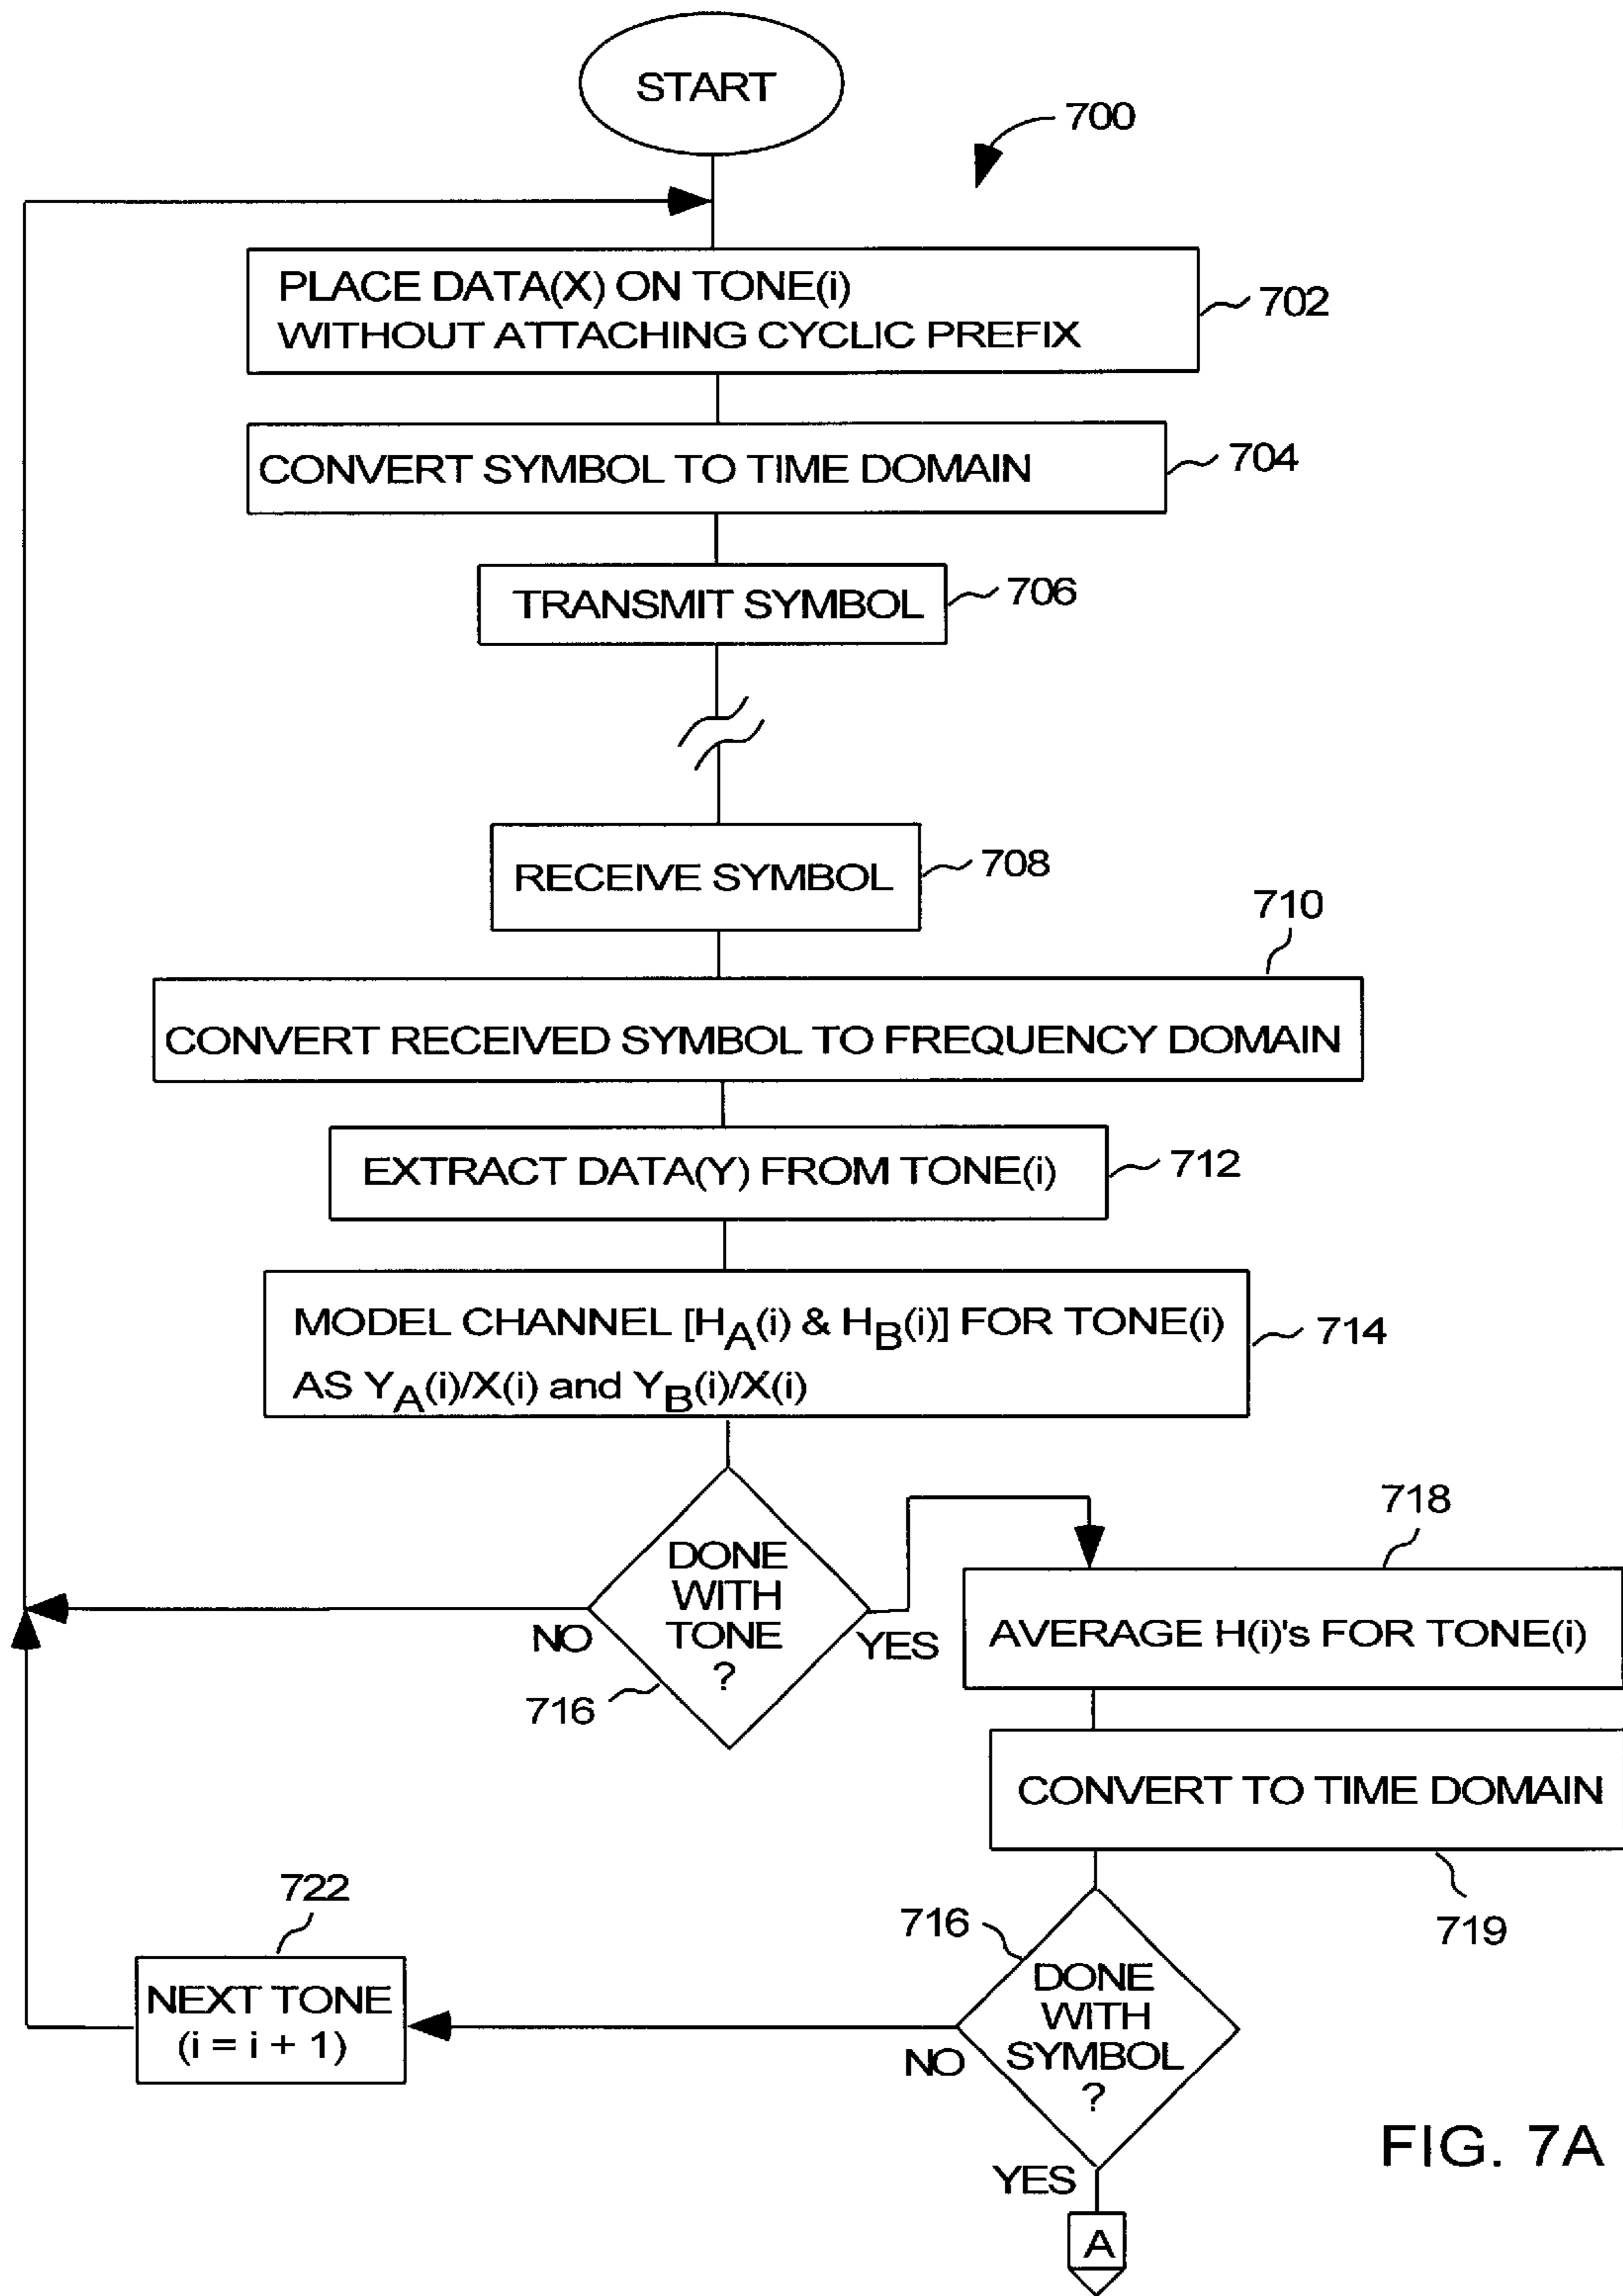 START
700
PLACE DATA(X) ON TONE(i)
WITHOUT ATTACHING CYCLIC PREFIX
702
CONVERT SYMBOL TO TIME DOMAIN
704
TRANSMIT SYMBOL
706
RECEIVE SYMBOL
708
710
CONVERT RECEIVED SYMBOL TO FREQUENCY DOMAIN
EXTRACT DATA(Y) FROM TONE(i)
712
MODEL CHANNEL [HA(i) & HB(i)] FOR TONE(i)
AS YA(i)/X(i) and YB(i)/X(i)
714
DONE
WITH
TONE
?
NO
YES
716
718
AVERAGE H(i)'s FOR TONE(i)
CONVERT TO TIME DOMAIN
719
716
DONE
WITH
SYMBOL
?
NO
YES
722
NEXT TONE
(i = i + 1)
A
FIG. 7A